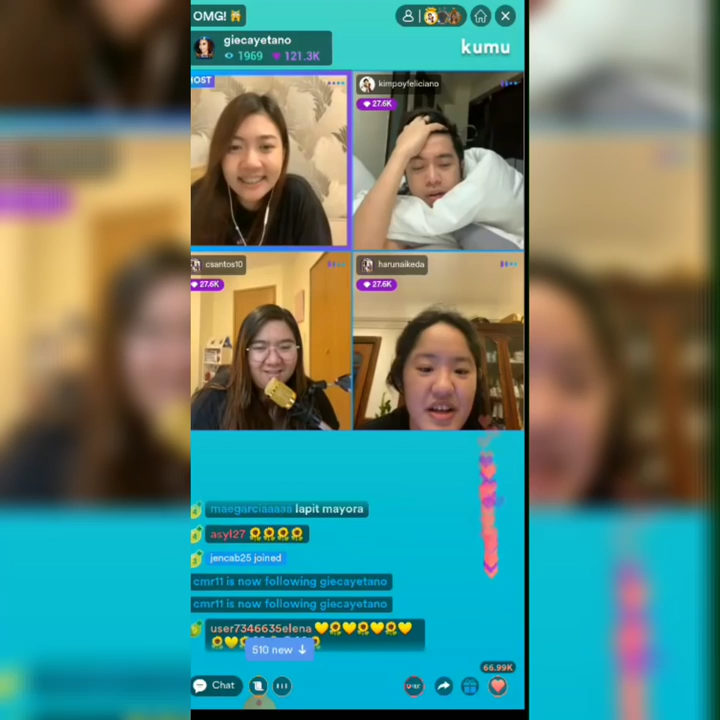 OMG!
giecayetano
1969 121.3K
kumu
HOST
kimpoyfeliciano
27.6K
csantos10
27.6K
harunaikeda
27.6K
maegarciaaaaa lapit mayora
asyl27
jencab25 joined
cmr11 is now following giecayetano
cmr11 is now following giecayetano
user7346635elena
510 new
66.99K
Chat